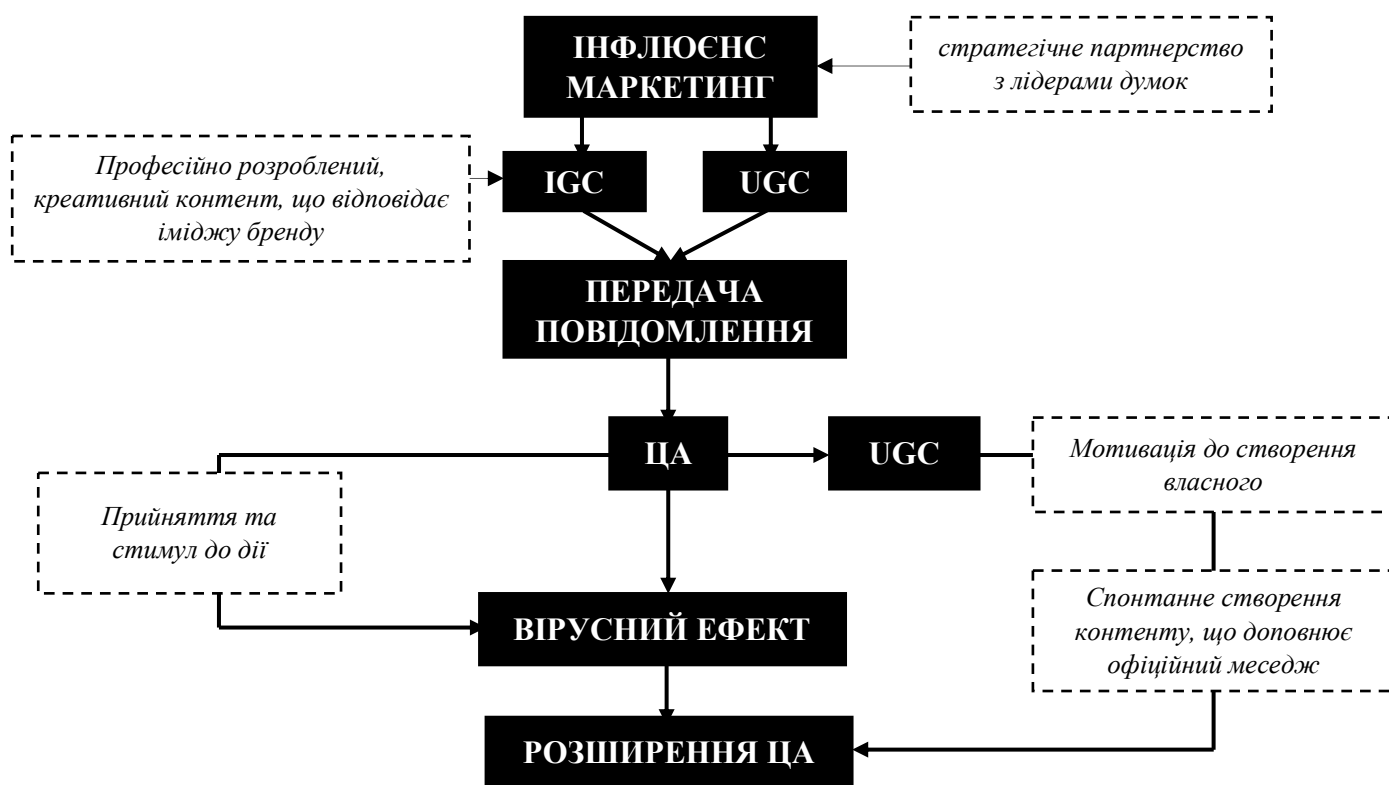 ІНФЛЮЄНС
МАРКЕТИНГ
стратегічне партнерство
з лідерами думок
Професійно розроблений,
креативний контент, що відповідає
іміджу бренду
IGC
UGC
ПЕРЕДАЧА
ПОВІДОМЛЕННЯ
ЦА
UGC
Мотивація до створення
власного
Прийняття та
стимул до дії
ВІРУСНИЙ ЕФЕКТ
Спонтанне створення
контенту, що доповнює
офіційний меседж
РОЗШИРЕННЯ ЦА